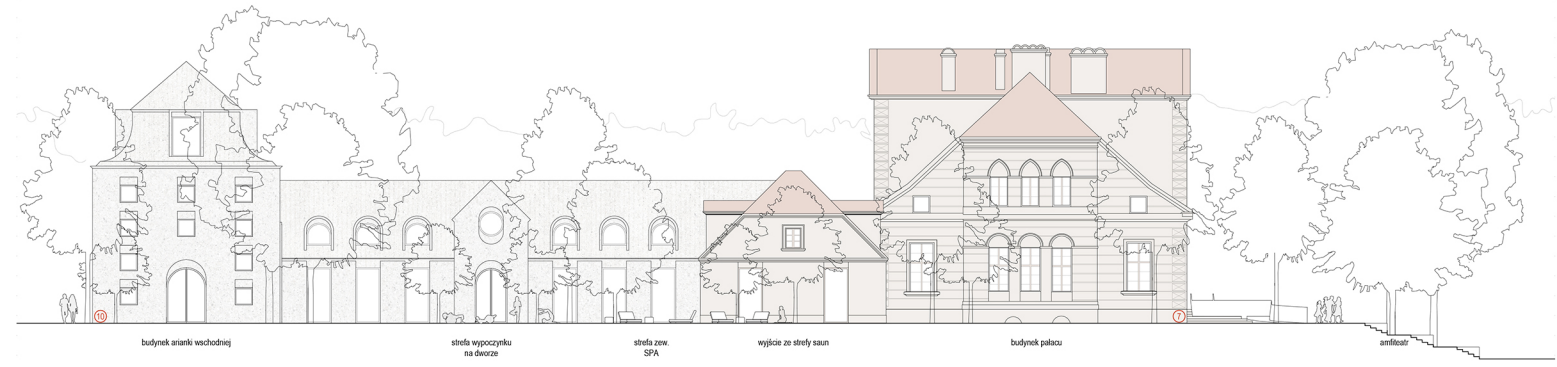 10
7
budynek arianki wschodniej
strefa wypoczynku
na dworze
strefa zew.
SPA
wyjście ze strefy saun
budynek pałacu
amfiteatr